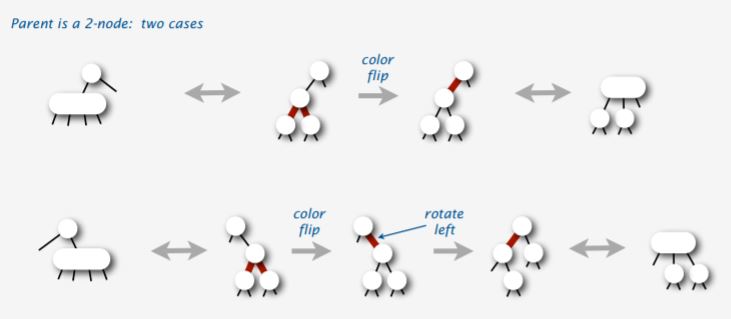 Parent is a 2-node: two cases
color
flip
color
flip
rotate
left